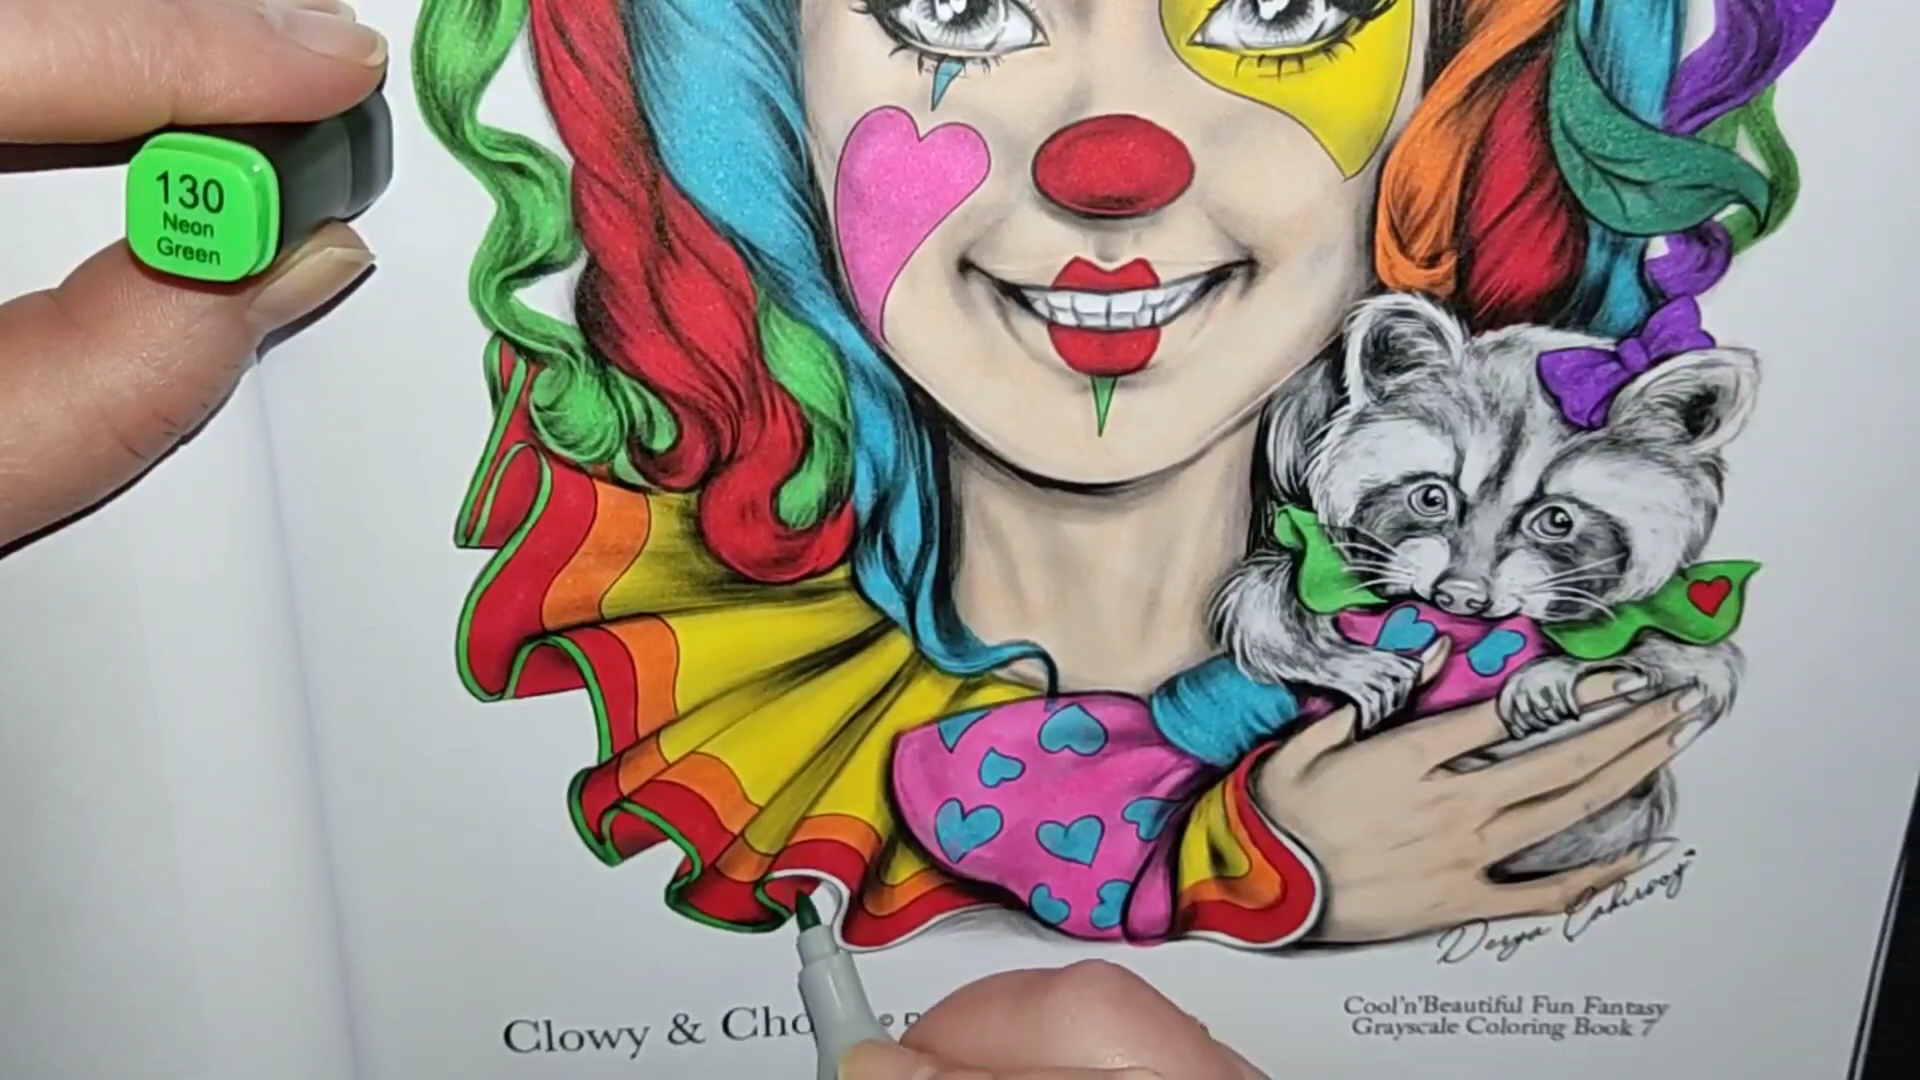 130
Neon
Green
Clowy & Cho
Cool'n'Beautiful Fun Fantasy
Grayscale Coloring Book 7